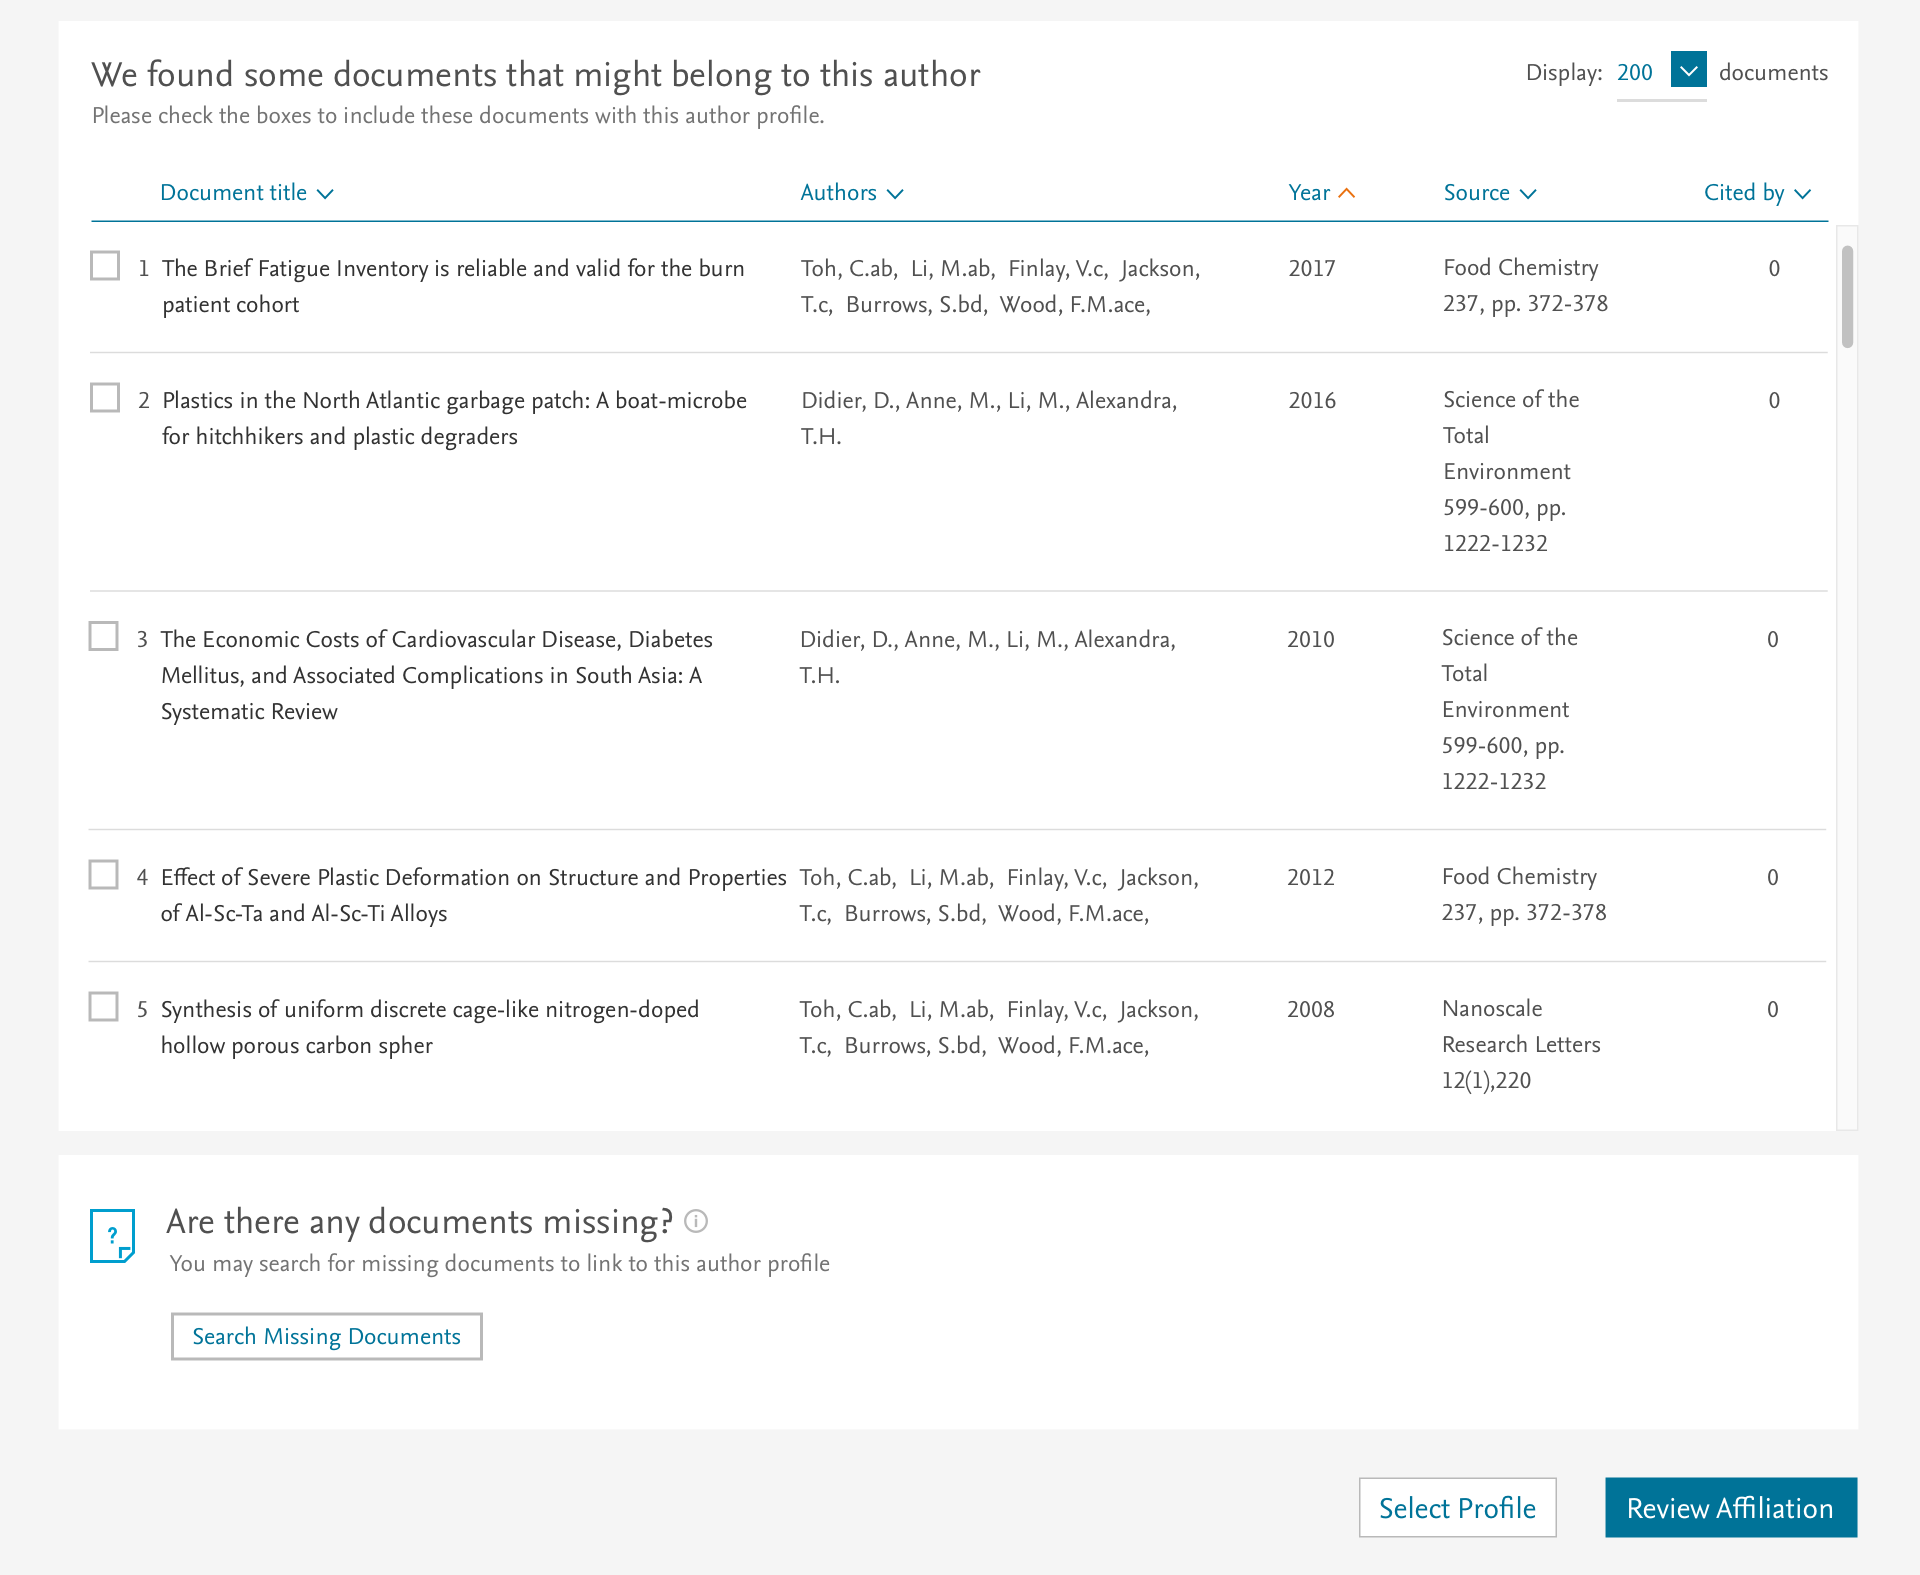 We found some documents that might belong to this author
Display: 200 documents
Please check the boxes to include these documents with this author profile.
Document title Authors Year Source Cited by
1 The Brief Fatigue Inventory is reliable and valid for the burn
patient cohort
Toh, C.ab, Li, M.ab, Finlay, V.c, Jackson,
T.c, Burrows, S.bd, Wood, F.M.ace,
2017
Food Chemistry
237, pp. 372-378
0
2 Plastics in the North Atlantic garbage patch: A boat-microbe
for hitchhikers and plastic degraders
Didier, D., Anne, M., Li, M., Alexandra,
T.H.
2016
Science of the
Total
Environment
599-600, pp.
1222-1232
0
3 The Economic Costs of Cardiovascular Disease, Diabetes
Mellitus, and Associated Complications in South Asia: A
Systematic Review
Didier, D., Anne, M., Li, M., Alexandra,
T.H.
2010
Science of the
Total
Environment
599-600, pp.
1222-1232
0
4 Effect of Severe Plastic Deformation on Structure and Properties
of Al-Sc-Ta and Al-Sc-Ti Alloys
Toh, C.ab, Li, M.ab, Finlay, V.c, Jackson,
T.c, Burrows, S.bd, Wood, F.M.ace,
2012
Food Chemistry
237, pp. 372-378
0
5 Synthesis of uniform discrete cage-like nitrogen-doped
hollow porous carbon spher
Toh, C.ab, Li, M.ab, Finlay, V.c, Jackson,
T.c, Burrows, S.bd, Wood, F.M.ace,
2008
Nanoscale
Research Letters
12(1),220
0
?
Are there any documents missing? i
You may search for missing documents to link to this author profile
Search Missing Documents
Select Profile
Review Affiliation